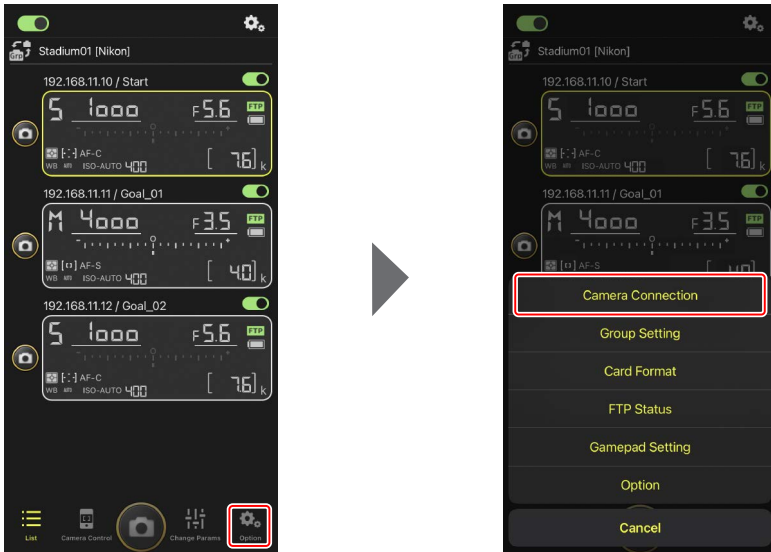 Grp
Stadium01 [Nikon]
192.168.11.10 / Start
S 1000 F5.6 FTP
AF-C
WB ISO-AUTO 400 [ 7.6] k
192.168.11.11 / Goal_01
M 4000 F3.5 FTP
AF-S
WB ISO-AUTO 400 [ 4.0] k
192.168.11.12 / Goal_02
S 1000 F5.6 FTP
AF-C
WB ISO-AUTO 400 [ 7.6] k
List
Camera Control
Change Params
Option
Grp
Stadium01 [Nikon]
192.168.11.10 / Start
S 1000 F5.6 FTP
AF-C
WB ISO-AUTO 400 [ 7.6] k
192.168.11.11 / Goal_01
M 4000 F3.5 FTP
AF-S
Camera Connection
Group Setting
Card Format
FTP Status
Gamepad Setting
Option
Cancel